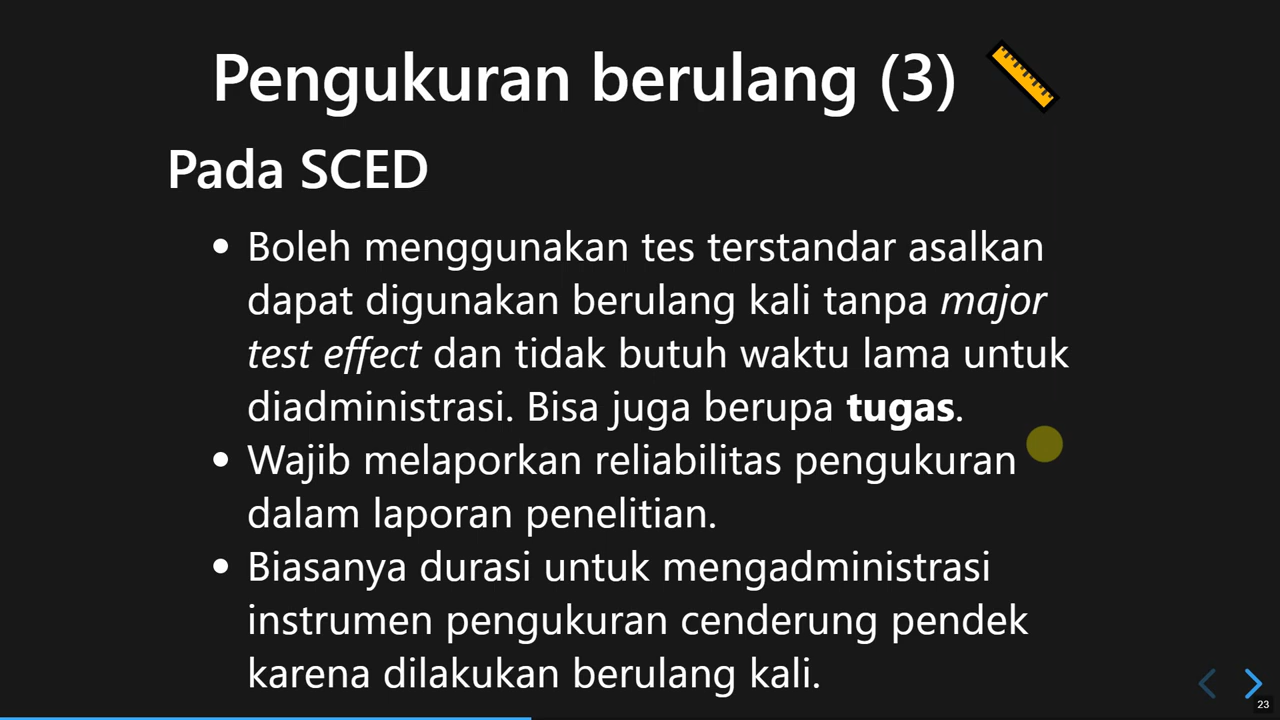 Pengukuran berulang (3)
Pada SCED
• Boleh menggunakan tes terstandar asalkan
dapat digunakan berulang kali tanpa major
test effect dan tidak butuh waktu lama untuk
diadministrasi. Bisa juga berupa tugas.
• Wajib melaporkan reliabilitas pengukuran
dalam laporan penelitian.
• Biasanya durasi untuk mengadministrasi
instrumen pengukuran cenderung pendek
karena dilakukan berulang kali.
23